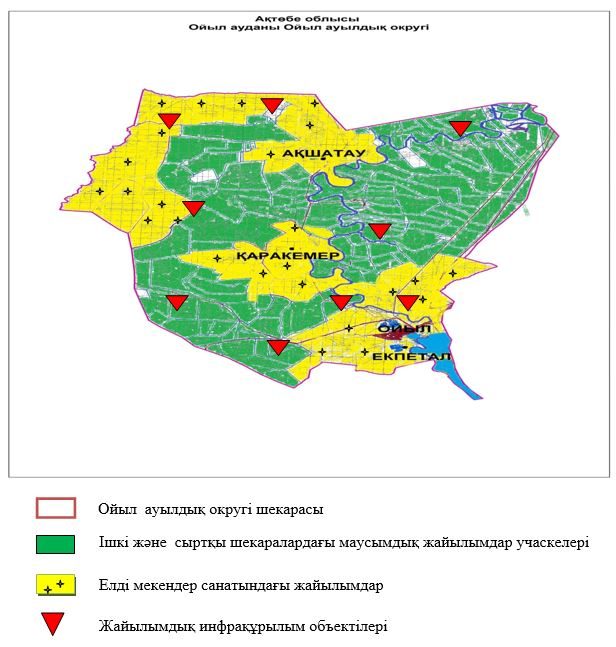 Ақтөбе облысы
Ойыл ауданы Ойыл ауылдық округі
АҚШАТАУ
ҚАРАКЕМЕР
ОЙЫЛ
ЕКПЕТАЛ
Ойыл ауылдық округі шекарасы
Ішкі және сыртқы шекаралардағы маусымдық жайылымдар учаскелері
Елді мекендер санатындағы жайылымдар
Жайылымдық инфрақұрылым объектілері